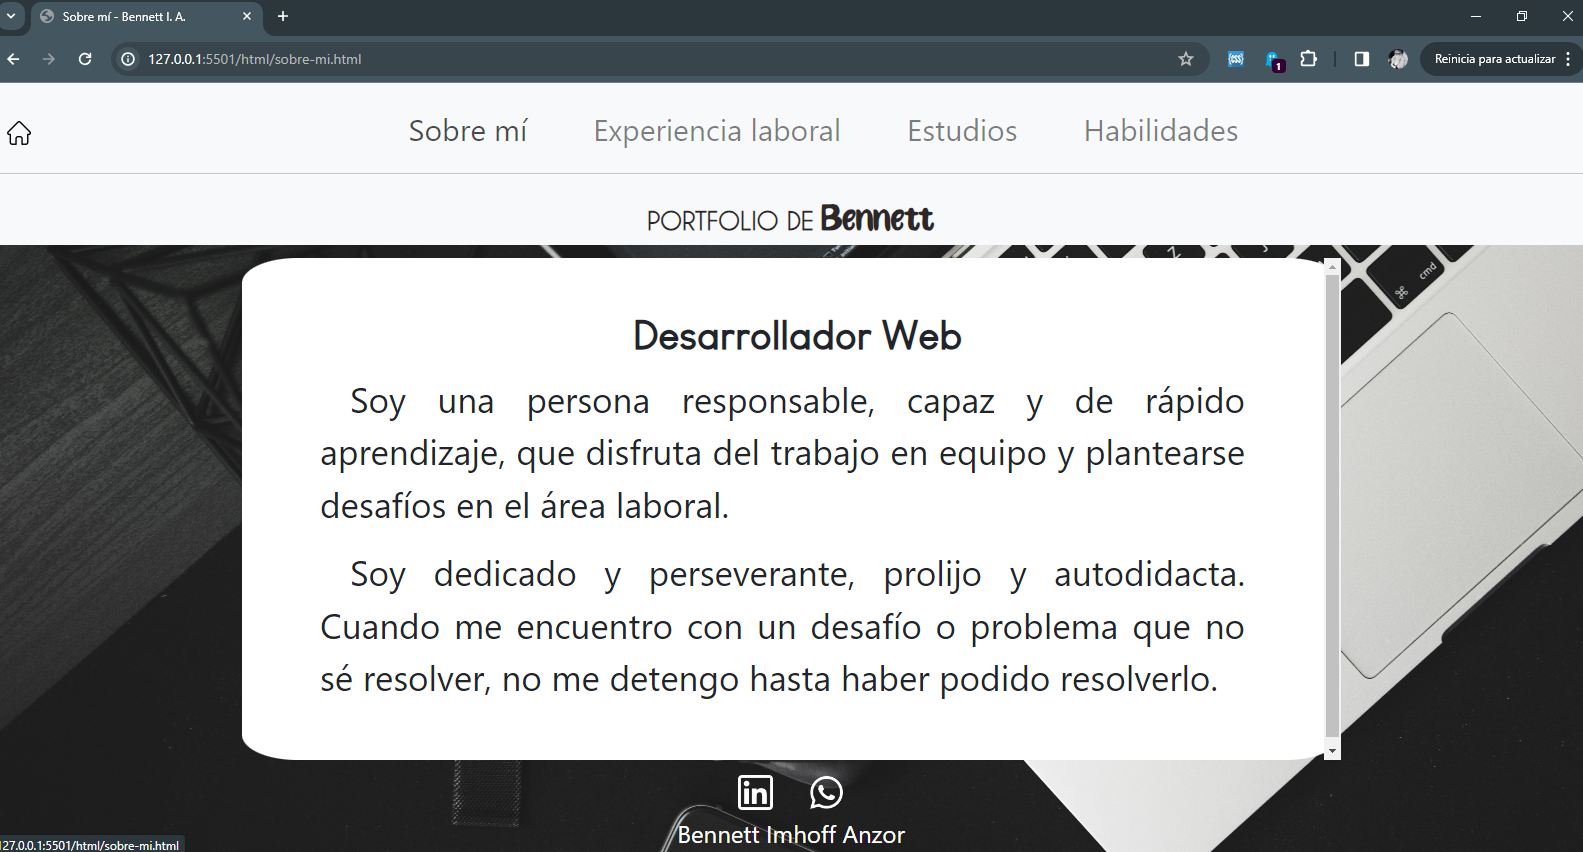 Sobre mí - Bennett I. A.
127.0.0.1:5501/html/sobre-mi.html
1
Reinicia para actualizar
Sobre mí Experiencia laboral Estudios Habilidades
PORTFOLIO DE Bennett
Z
cmd
Desarrollador Web
Soy una persona responsable, capaz y de rápido
aprendizaje, que disfruta del trabajo en equipo y plantearse
desafíos en el área laboral.
Soy dedicado y perseverante, prolijo y autodidacta.
Cuando me encuentro con un desafío o problema que no
sé resolver, no me detengo hasta haber podido resolverlo.
in
Bennett Imhoff Anzor
127.0.0.1:5501/html/sobre-mi.html